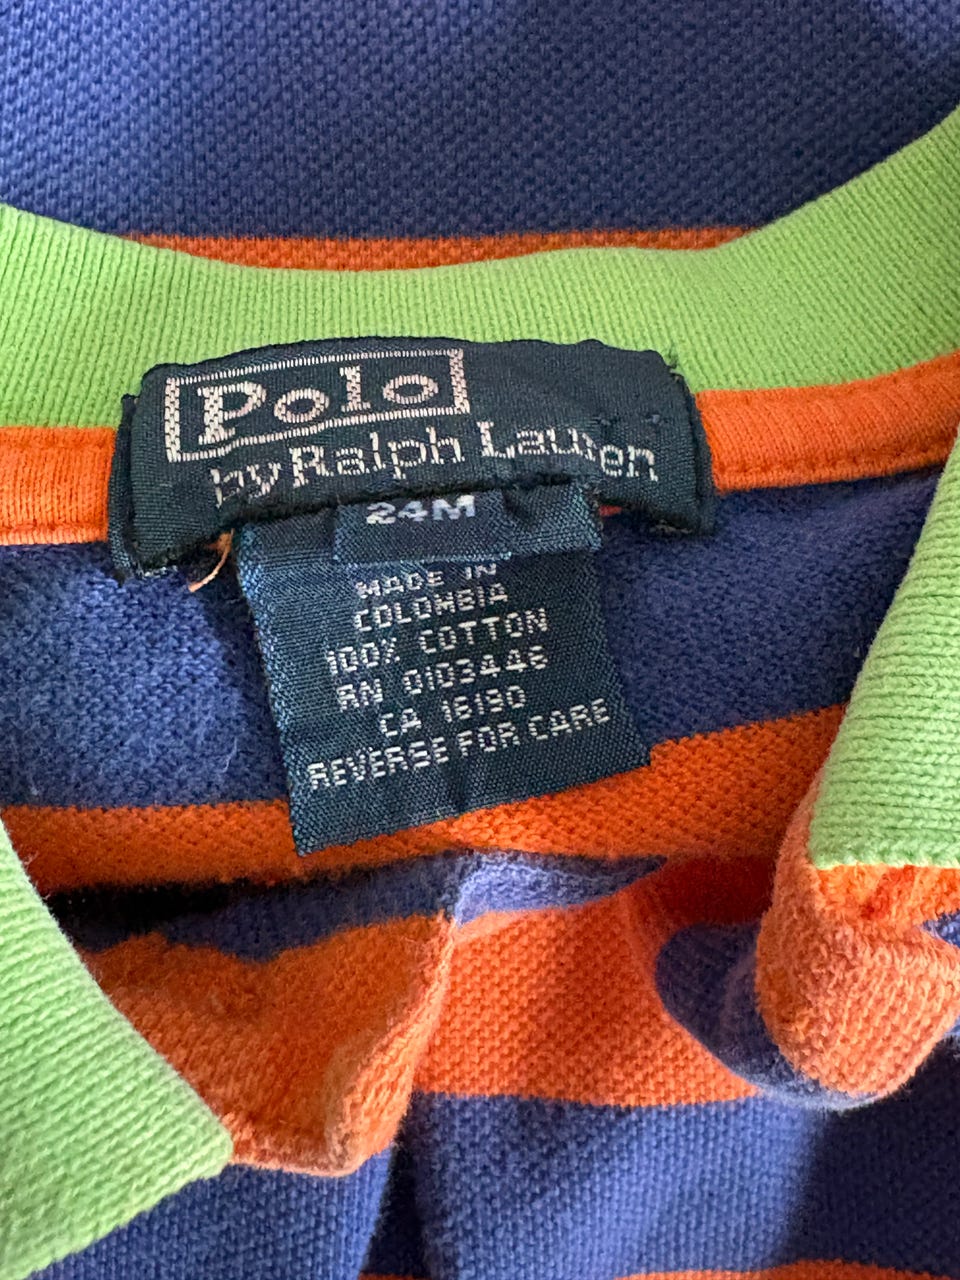 Polo
by Ralph Lauren
24M
MADE IN
COLOMBIA
100% COTTON
RN 0103446
CA 16190
REVERSE FOR CARE